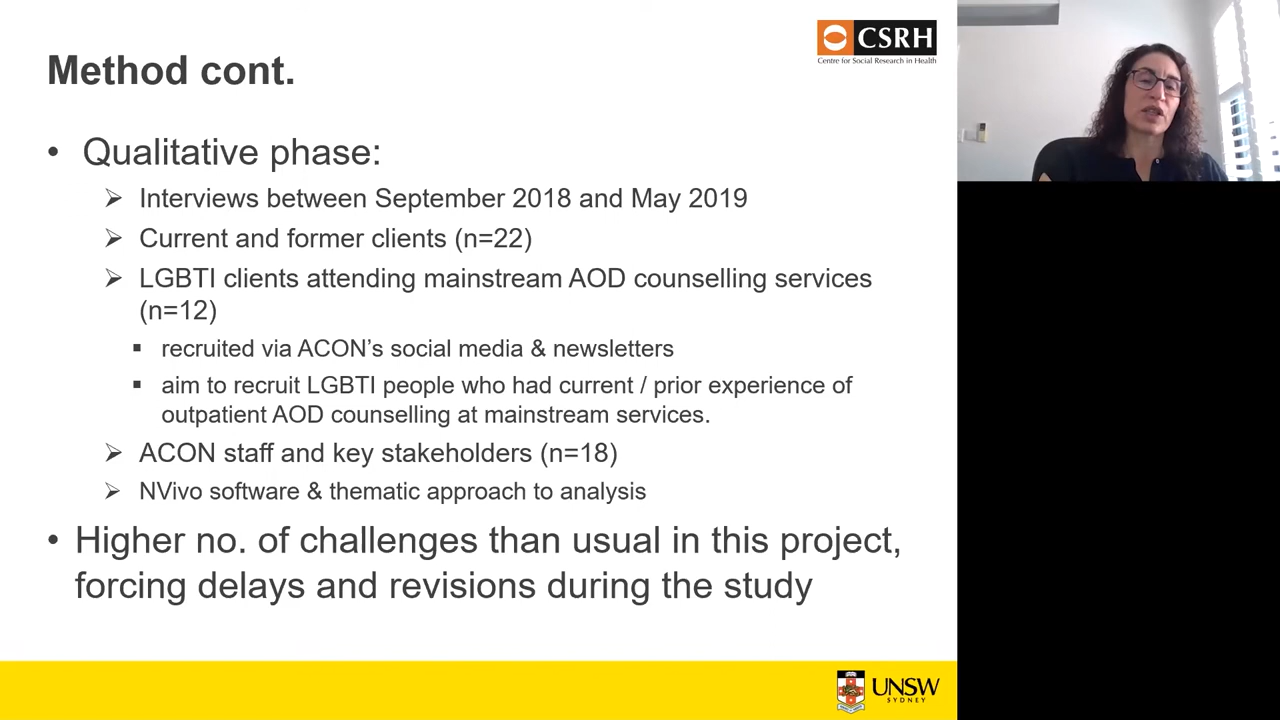 CSRH
Centre for Social Research in Health
Method cont.
• Qualitative phase:
➢ Interviews between September 2018 and May 2019
➢ Current and former clients (n=22)
➢ LGBTI clients attending mainstream AOD counselling services
(n=12)
▪ recruited via ACON's social media & newsletters
▪ aim to recruit LGBTI people who had current / prior experience of
outpatient AOD counselling at mainstream services.
➢ ACON staff and key stakeholders (n=18)
➢ NVivo software & thematic approach to analysis
• Higher no. of challenges than usual in this project,
forcing delays and revisions during the study
UNSW
SYDNEY